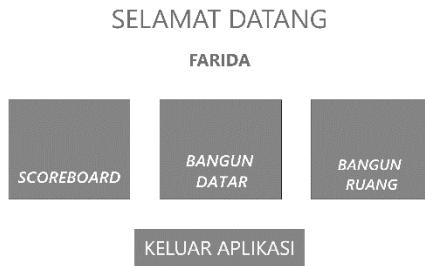 SELAMAT DATANG
FARIDA
SCOREBOARD
BANGUN
DATAR
BANGUN
RUANG
KELUAR APLIKASI